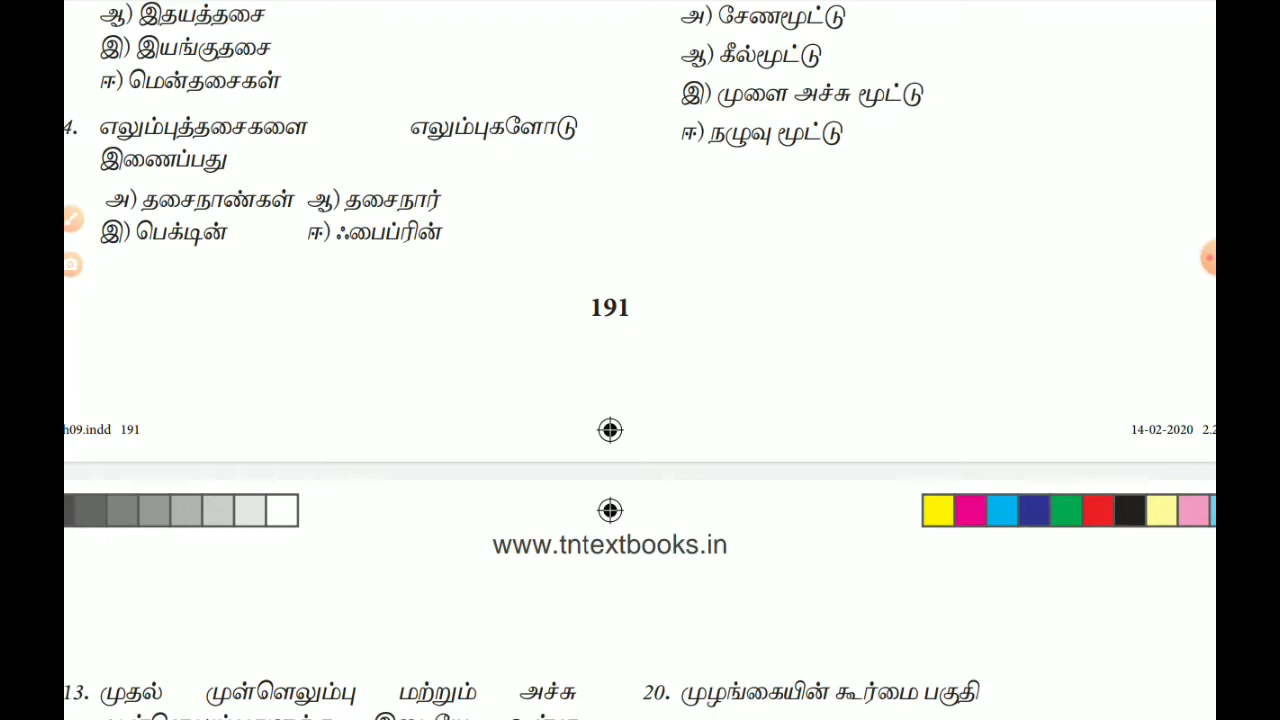 ஆ) இதயத்தசை
இ) இயங்குதசை
ஈ) மென்தசைகள்
4. எலும்புத்தசைகளை எலும்புகளோடு
இணைப்பது
அ) தசைநாண்கள் ஆ) தசைநார்
இ) பெக்டின் ஈ) ஃபைப்ரின்
அ) சேணமூட்டு
ஆ) கீல்மூட்டு
இ) முளை அச்சு மூட்டு
ஈ) நழுவு மூட்டு
191
h09.indd 191
14-02-2020 2.2
www.tntextbooks.in
13. முதல் முள்ளெலும்பு மற்றும் அச்சு
20. முழங்கையின் கூர்மை பகுதி